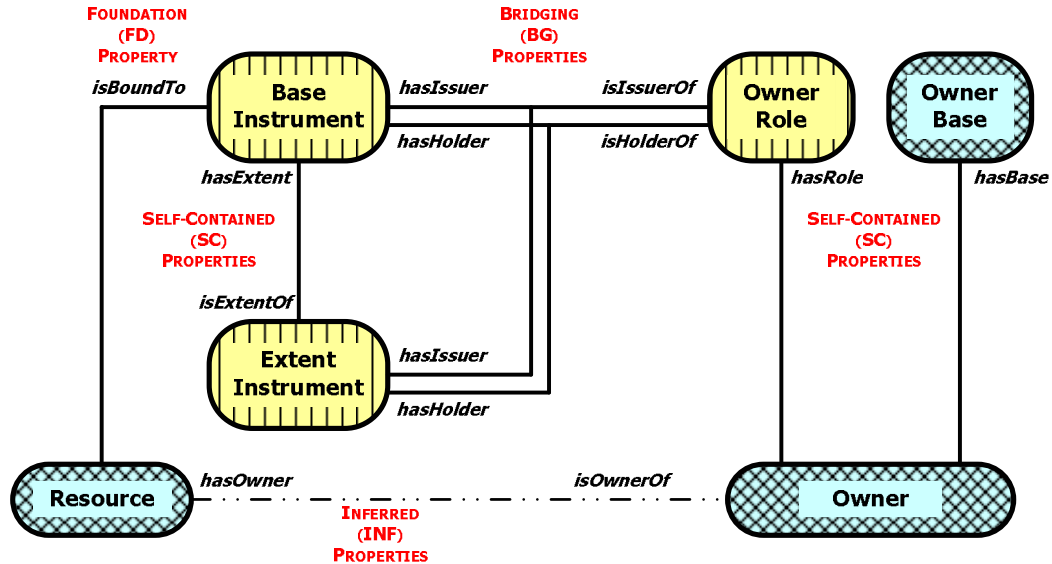 FOUNDATION
(FD)
PROPERTY
BRIDGING
(BG)
PROPERTIES
isBoundTo
Base
Instrument
hasIssuer
isIssuerOf
hasHolder
isHolderOf
Owner
Role
Owner
Base
hasExtent
hasRole
hasBase
SELF-CONTAINED
(SC)
PROPERTIES
SELF-CONTAINED
(SC)
PROPERTIES
isExtentOf
Extent
Instrument
hasIssuer
hasHolder
Resource
hasOwner
isOwnerOf
Owner
INFERRED
(INF)
PROPERTIES